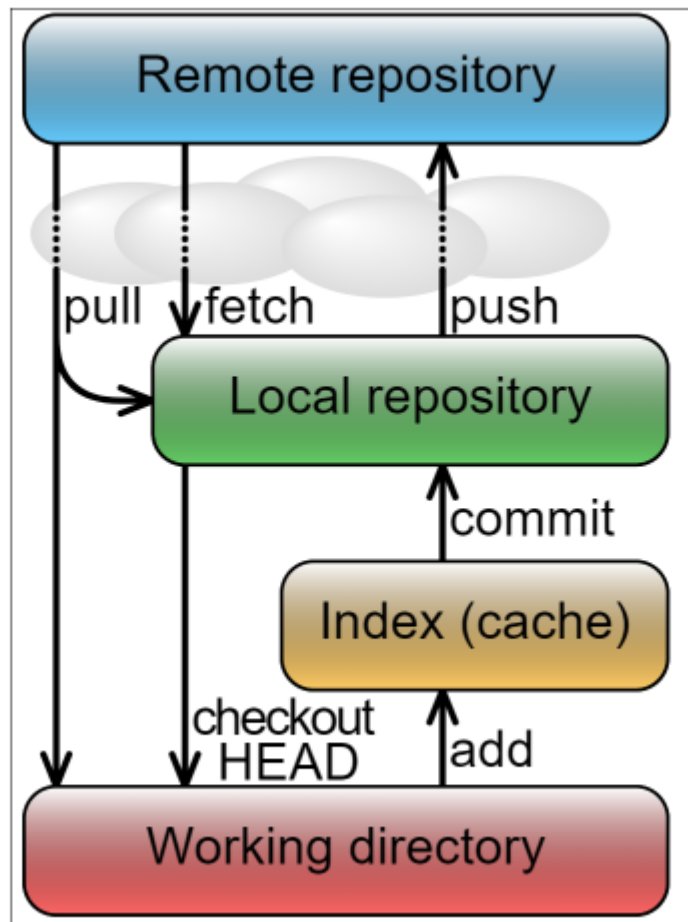 Remote repository
pull fetch push
Local repository
commit
Index (cache)
checkout
HEAD
add
Working directory